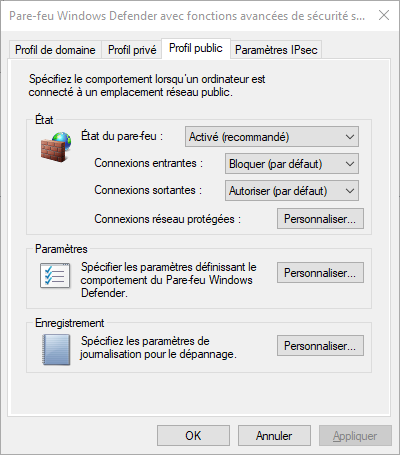 Pare-feu Windows Defender avec fonctions avancées de sécurité s...
Profil de domaine Profil privé Profil public Paramètres IPsec
Spécifiez le comportement lorsqu'un ordinateur est
connecté à un emplacement réseau public.
État
État du pare-feu : Activé (recommandé)
Connexions entrantes : Bloquer (par défaut)
Connexions sortantes : Autoriser (par défaut)
Connexions réseau protégées : Personnaliser...
Paramètres
Spécifier les paramètres définissant le
comportement du Pare-feu Windows
Defender.
Personnaliser...
Enregistrement
Spécifiez les paramètres de
journalisation pour le dépannage.
Personnaliser...
OK Annuler Appliquer